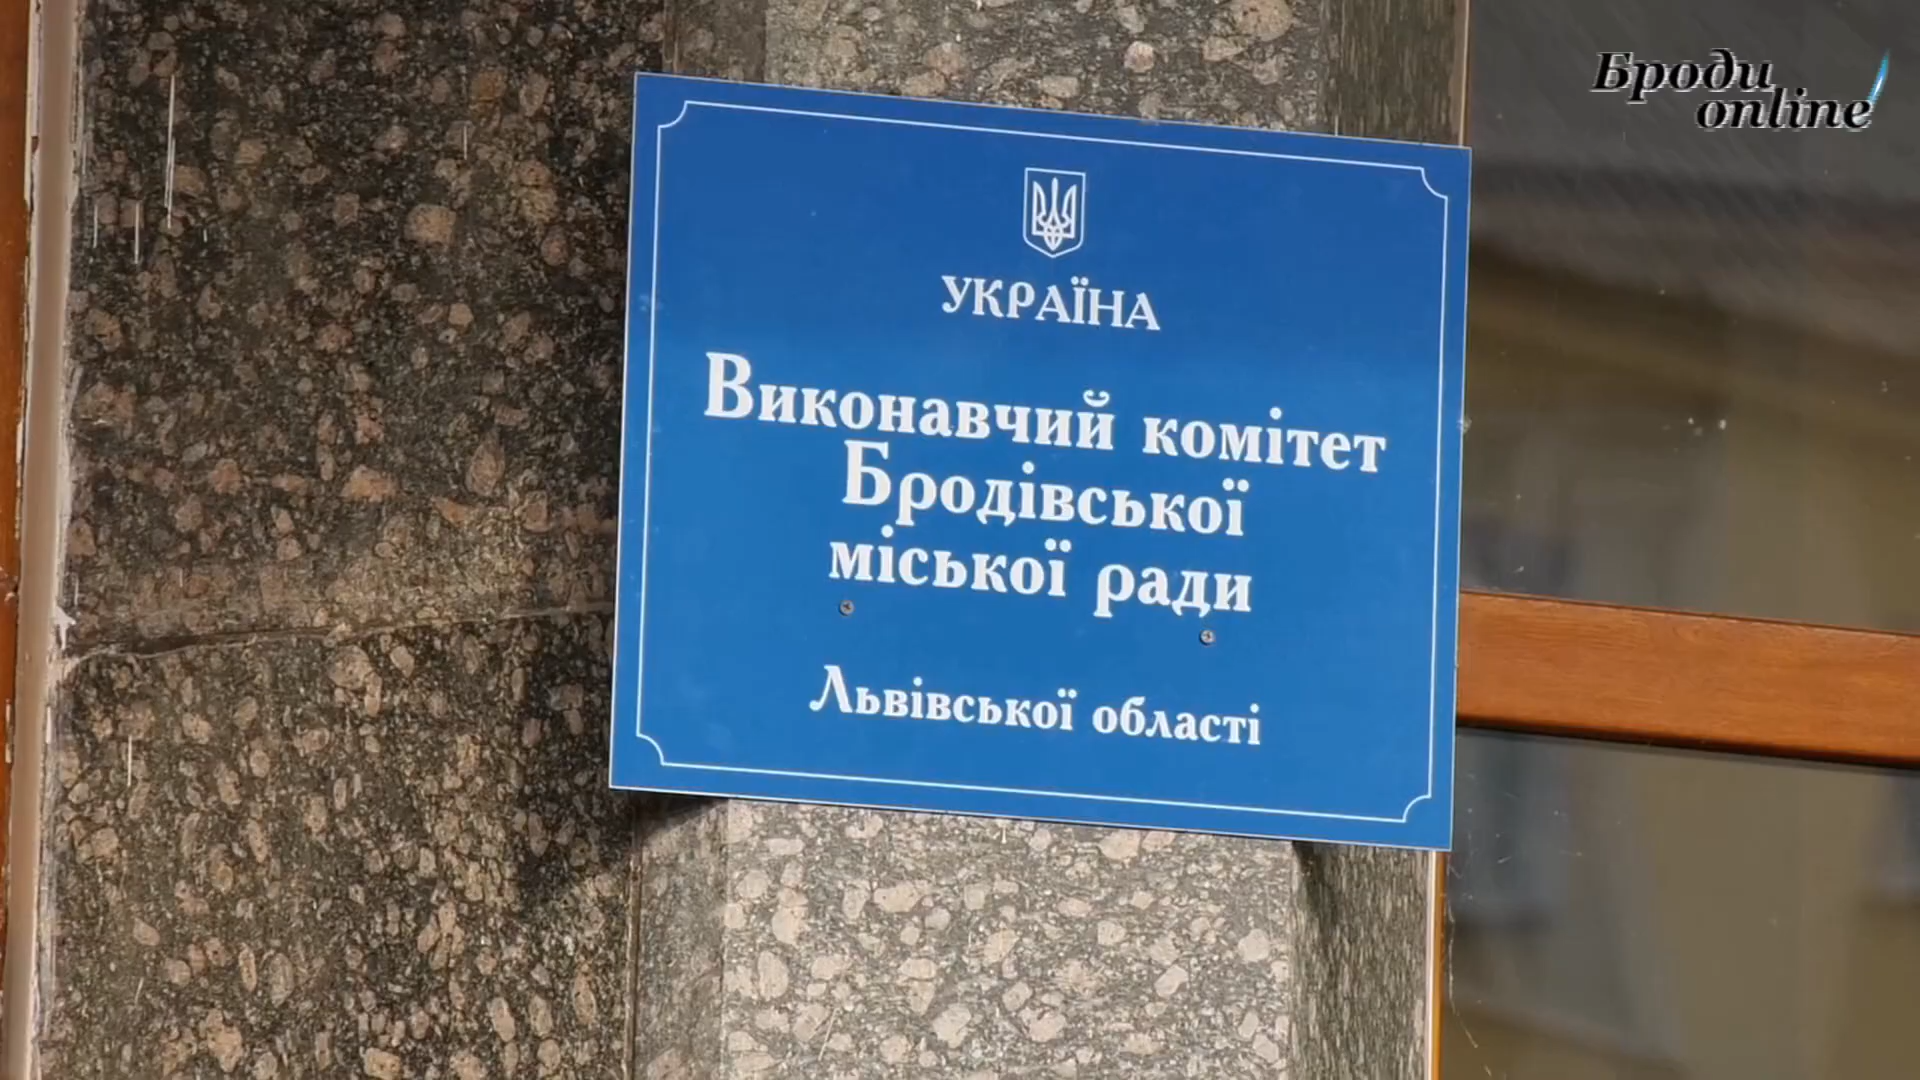 Броди
online
УКРАЇНА
Виконавчий комітет
Бродівської
міської ради
Львівської області